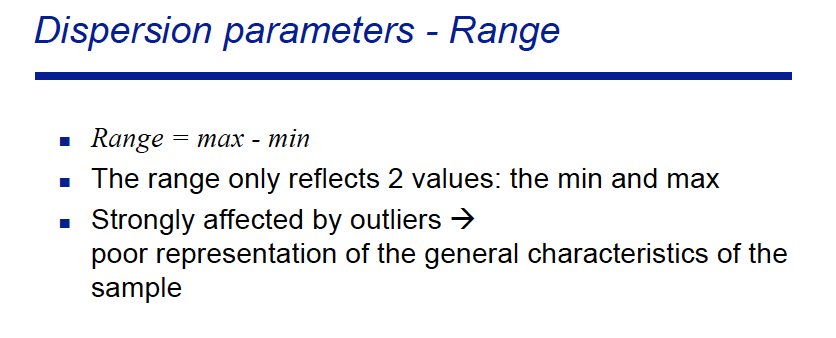 Dispersion parameters - Range
■ Range = max - min
■ The range only reflects 2 values: the min and max
■ Strongly affected by outliers →
poor representation of the general characteristics of the
sample